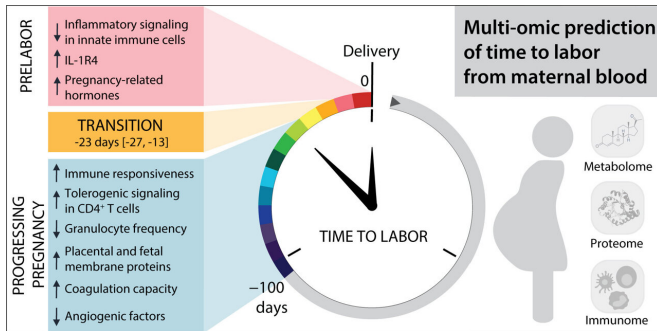 PRELABOR
↓ Inflammatory signaling
in innate immune cells
↑ IL-1R4
↑ Pregnancy-related
hormones
TRANSITION
-23 days [-27, -13]
PROGRESSING
PREGNANCY
↑ Immune responsiveness
↑ Tolerogenic signaling
in CD4⁺ T cells
↓ Granulocyte frequency
↑ Placental and fetal
membrane proteins
↑ Coagulation capacity
↓ Angiogenic factors
Delivery
0
TIME TO LABOR
−100
days
Multi-omic prediction
of time to labor
from maternal blood
Metabolome
Proteome
Immunome